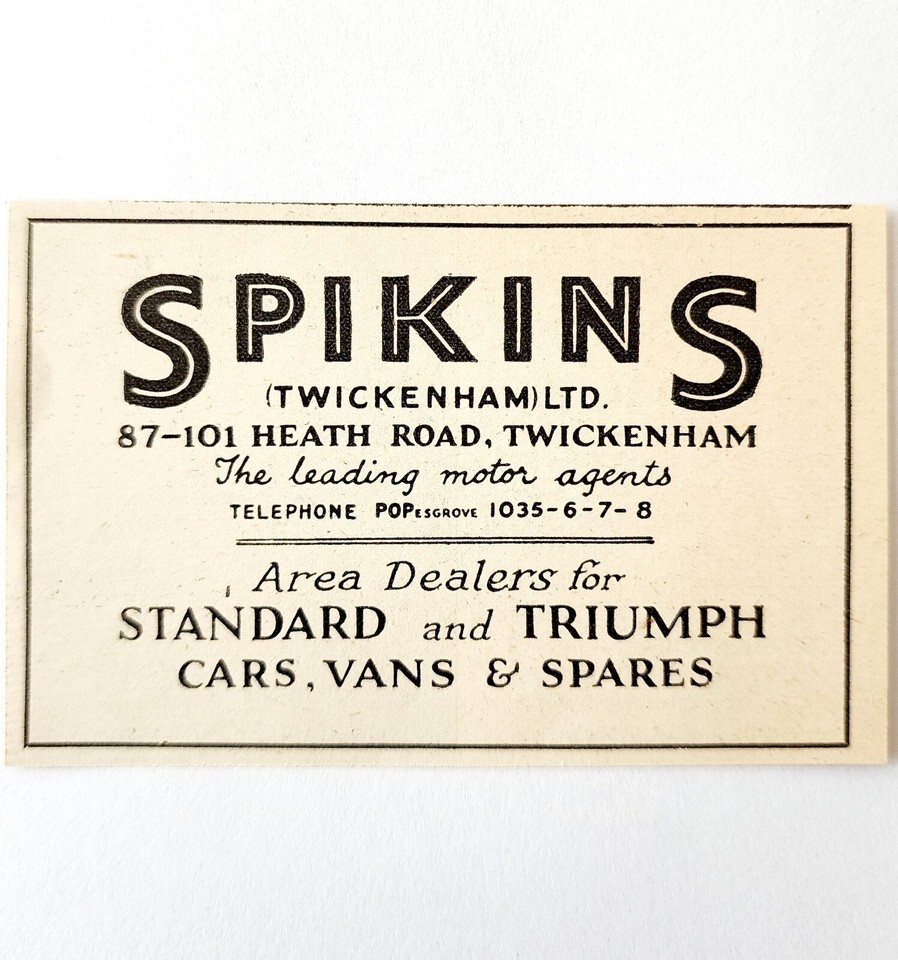 SPIKINS
(TWICKENHAM) LTD.
87-101 HEATH ROAD, TWICKENHAM
The leading motor agents
TELEPHONE POPESGROVE 1035-6-7-8
Area Dealers for
STANDARD and TRIUMPH
CARS, VANS & SPARES